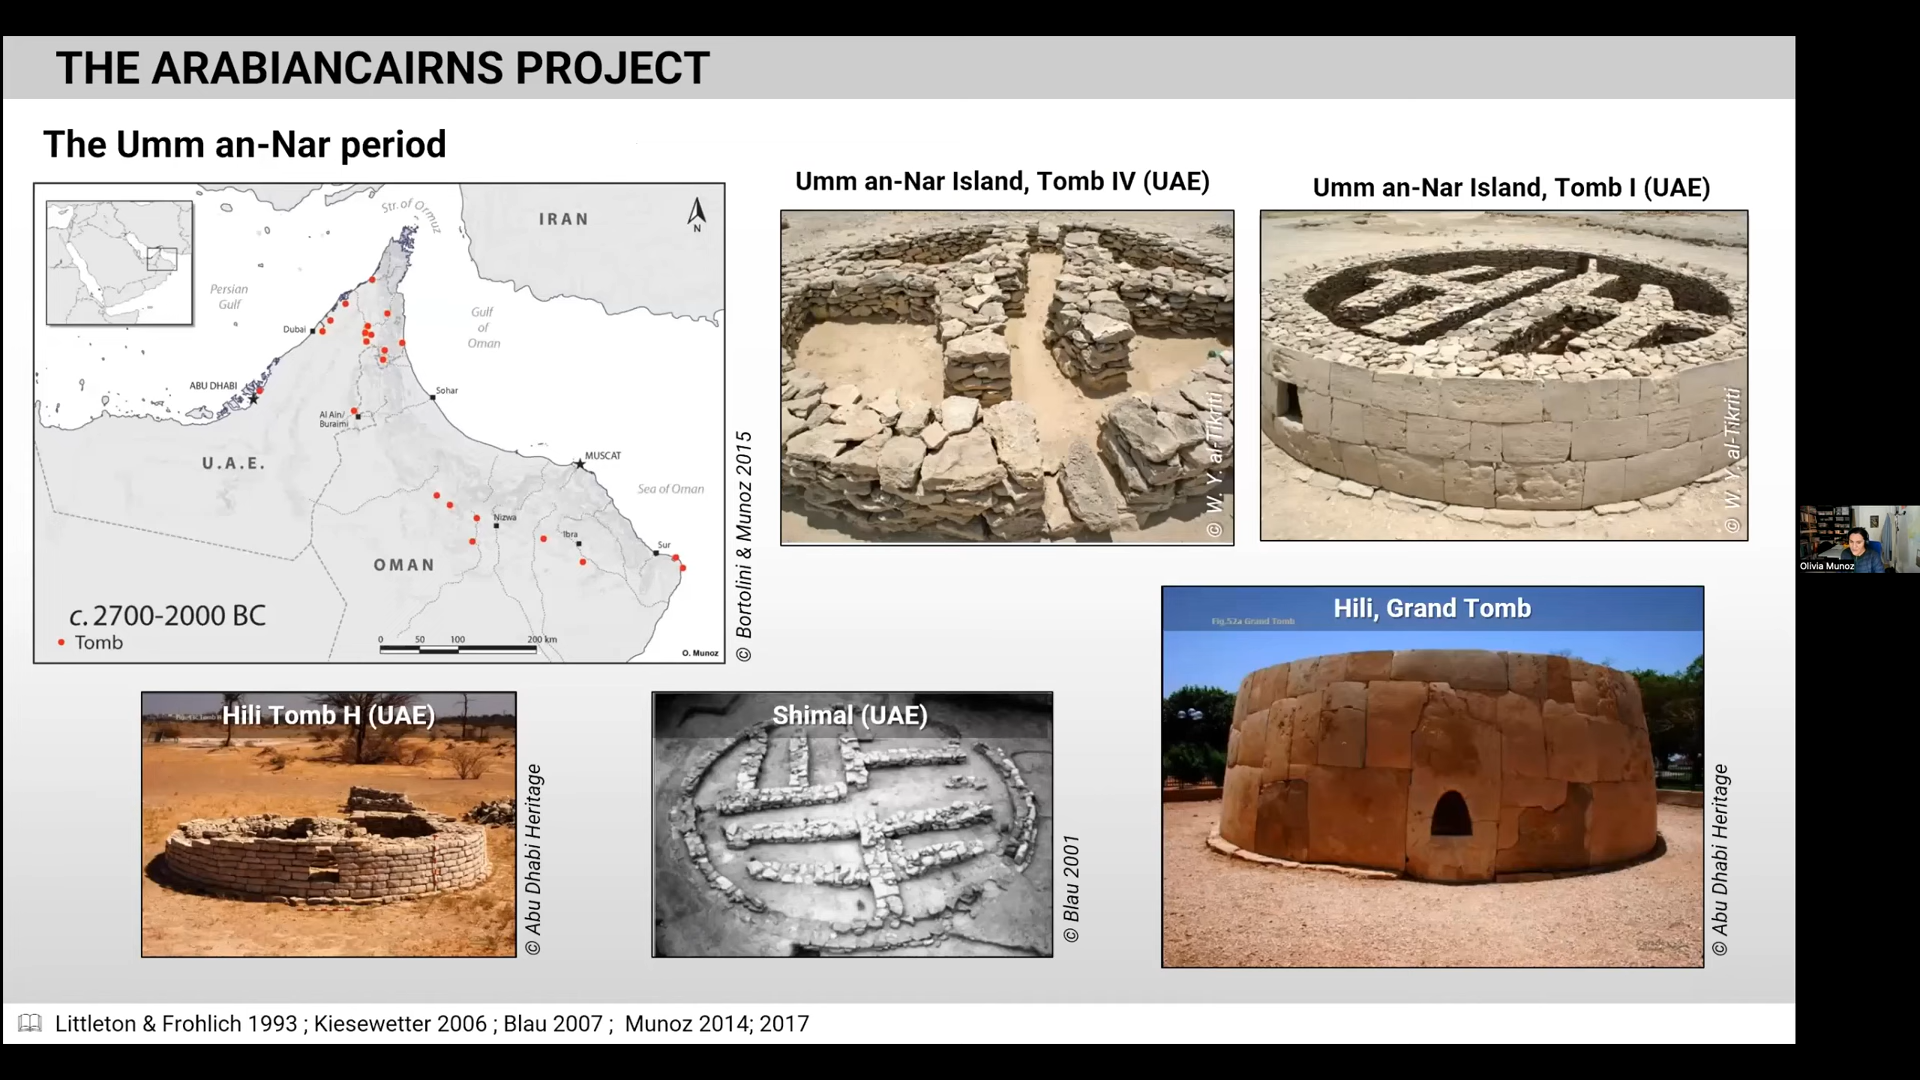 THE ARABIANCAIRNS PROJECT
The Umm an-Nar period
Str. of Ormuz
IRAN
N
Persian
Gulf
Gulf
of
Oman
Dubai
ABU DHABI
Sohar
Al Ain/
Buraimi
U.A.E.
MUSCAT
Sea of Oman
Nizwa
Ibra
Sur
OMAN
c. 2700-2000 BC
Tomb
0 50 100 200 km
O. Munoz
© Bortolini & Munoz 2015
Umm an-Nar Island, Tomb IV (UAE)
© W. Y. al-Tikriti
Umm an-Nar Island, Tomb I (UAE)
© W. Y. al-Tikriti
Olivia Munoz
Hili Tomb H (UAE)
© Abu Dhabi Heritage
Shimal (UAE)
© Blau 2001
Hili, Grand Tomb
Fig.52a Grand Tomb
© Abu Dhabi Heritage
Littleton & Frohlich 1993 ; Kiesewetter 2006 ; Blau 2007 ; Munoz 2014; 2017